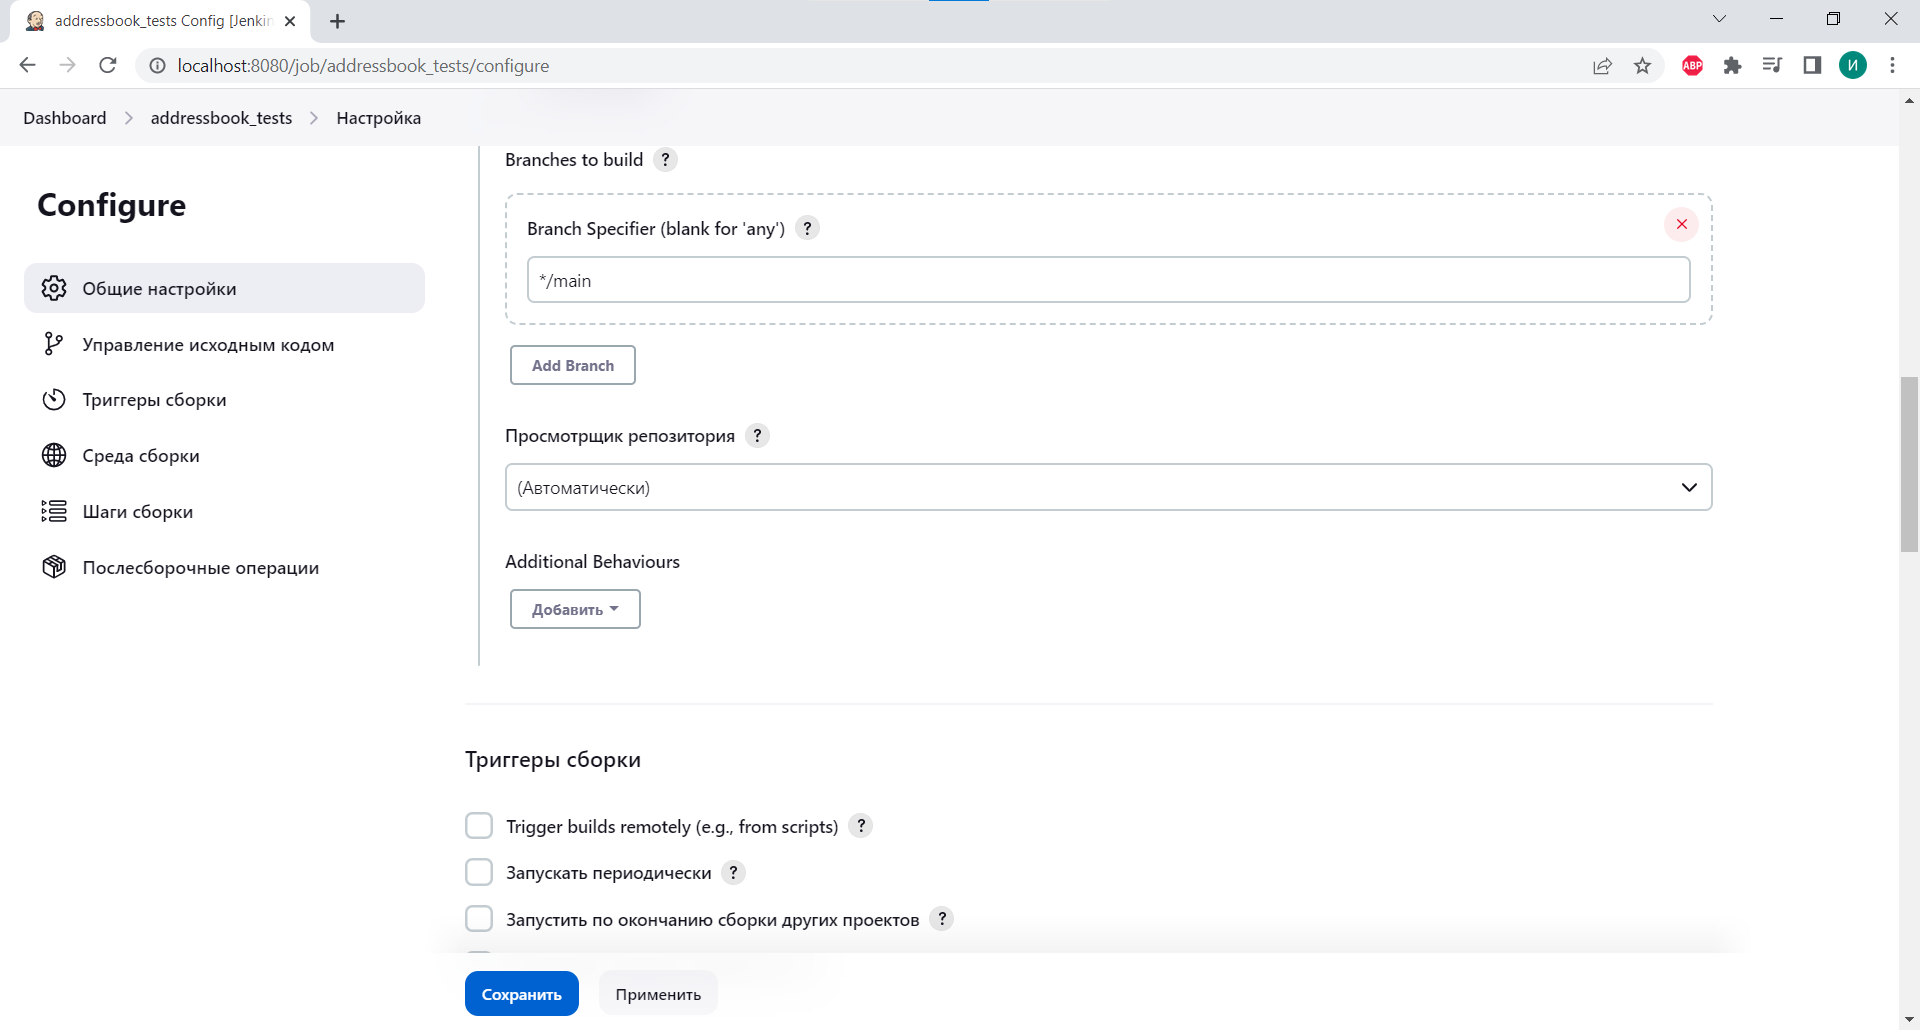 addressbook_tests Config [Jenkin
localhost:8080/job/addressbook_tests/configure
ABP
И
Dashboard
addressbook_tests
Настройка
Configure
Общие настройки
Управление исходным кодом
Триггеры сборки
Среда сборки
Шаги сборки
Послесборочные операции
Branches to build ?
Branch Specifier (blank for 'any') ?
*/main
Add Branch
Просмотрщик репозитория ?
(Автоматически)
Additional Behaviours
Добавить
Триггеры сборки
Trigger builds remotely (e.g., from scripts) ?
Запускать периодически ?
Запустить по окончанию сборки других проектов ?
Сохранить
Применить